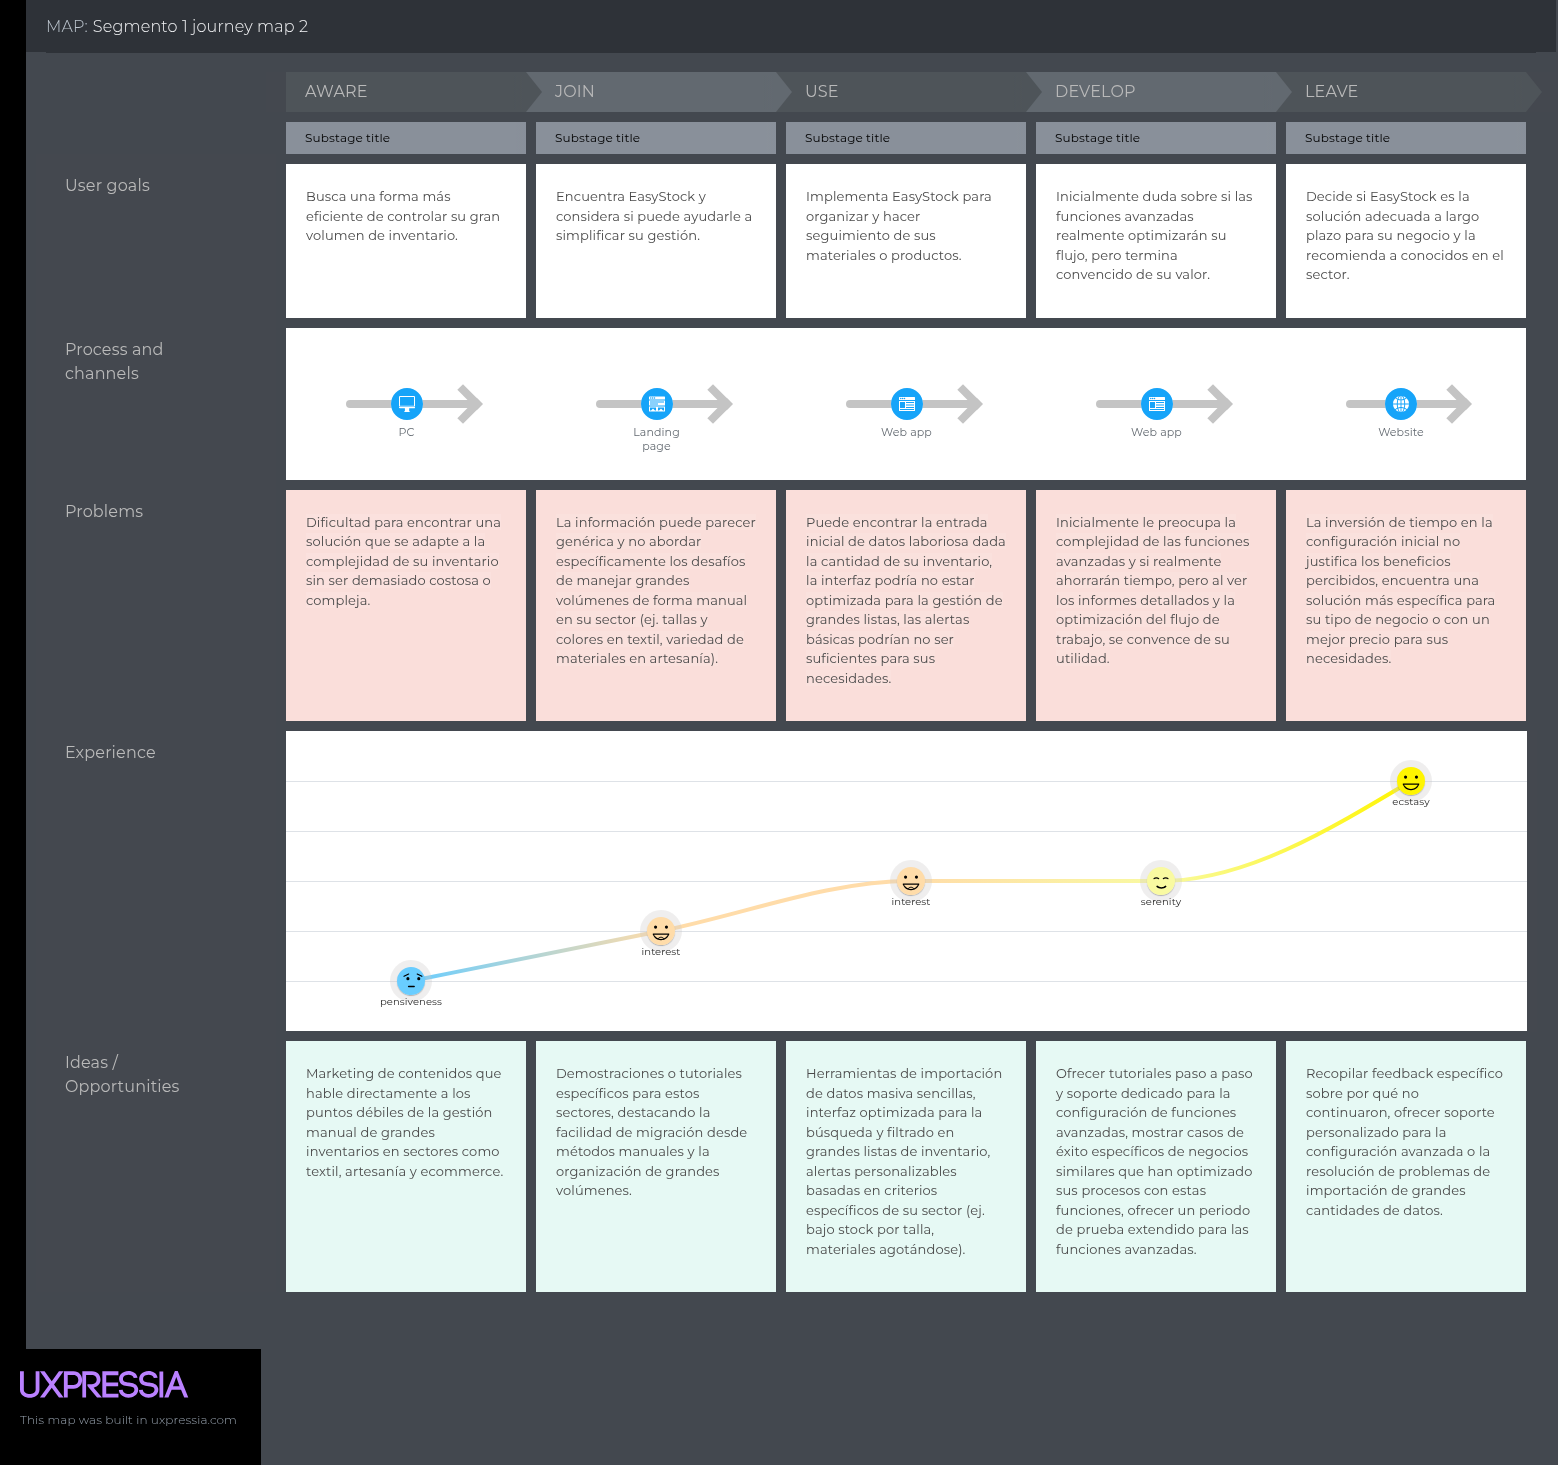 MAP: Segmento 1 journey map 2
AWARE
JOIN
USE
DEVELOP
LEAVE
Substage title
Substage title
Substage title
Substage title
Substage title
User goals
Busca una forma más
eficiente de controlar su gran
volumen de inventario.
Encuentra EasyStock y
considera si puede ayudarle a
simplificar su gestión.
Implementa EasyStock para
organizar y hacer
seguimiento de sus
materiales o productos.
Inicialmente duda sobre si las
funciones avanzadas
realmente optimizarán su
flujo, pero termina
convencido de su valor.
Decide si EasyStock es la
solución adecuada a largo
plazo para su negocio y la
recomienda a conocidos en el
sector.
Process and
channels
PC
Landing
page
Web app
Web app
Website
Problems
Dificultad para encontrar una
solución que se adapte a la
complejidad de su inventario
sin ser demasiado costosa o
compleja.
La información puede parecer
genérica y no abordar
específicamente los desafíos
de manejar grandes
volúmenes de forma manual
en su sector (ej. tallas y
colores en textil, variedad de
materiales en artesanía).
Puede encontrar la entrada
inicial de datos laboriosa dada
la cantidad de su inventario,
la interfaz podría no estar
optimizada para la gestión de
grandes listas, las alertas
básicas podrían no ser
suficientes para sus
necesidades.
Inicialmente le preocupa la
complejidad de las funciones
avanzadas y si realmente
ahorrarán tiempo, pero al ver
los informes detallados y la
optimización del flujo de
trabajo, se convence de su
utilidad.
La inversión de tiempo en la
configuración inicial no
justifica los beneficios
percibidos, encuentra una
solución más específica para
su tipo de negocio o con un
mejor precio para sus
necesidades.
Experience
pensiveness
interest
interest
serenity
ecstasy
Ideas /
Opportunities
Marketing de contenidos que
hable directamente a los
puntos débiles de la gestión
manual de grandes
inventarios en sectores como
textil, artesanía y ecommerce.
Demostraciones o tutoriales
específicos para estos
sectores, destacando la
facilidad de migración desde
métodos manuales y la
organización de grandes
volúmenes.
Herramientas de importación
de datos masiva sencillas,
interfaz optimizada para la
búsqueda y filtrado en
grandes listas de inventario,
alertas personalizables
basadas en criterios
específicos de su sector (ej.
bajo stock por talla,
materiales agotándose).
Ofrecer tutoriales paso a paso
y soporte dedicado para la
configuración de funciones
avanzadas, mostrar casos de
éxito específicos de negocios
similares que han optimizado
sus procesos con estas
funciones, ofrecer un periodo
de prueba extendido para las
funciones avanzadas.
Recopilar feedback específico
sobre por qué no
continuaron, ofrecer soporte
personalizado para la
configuración avanzada o la
resolución de problemas de
importación de grandes
cantidades de datos.
UXPRESSIA
This map was built in uxpressia.com